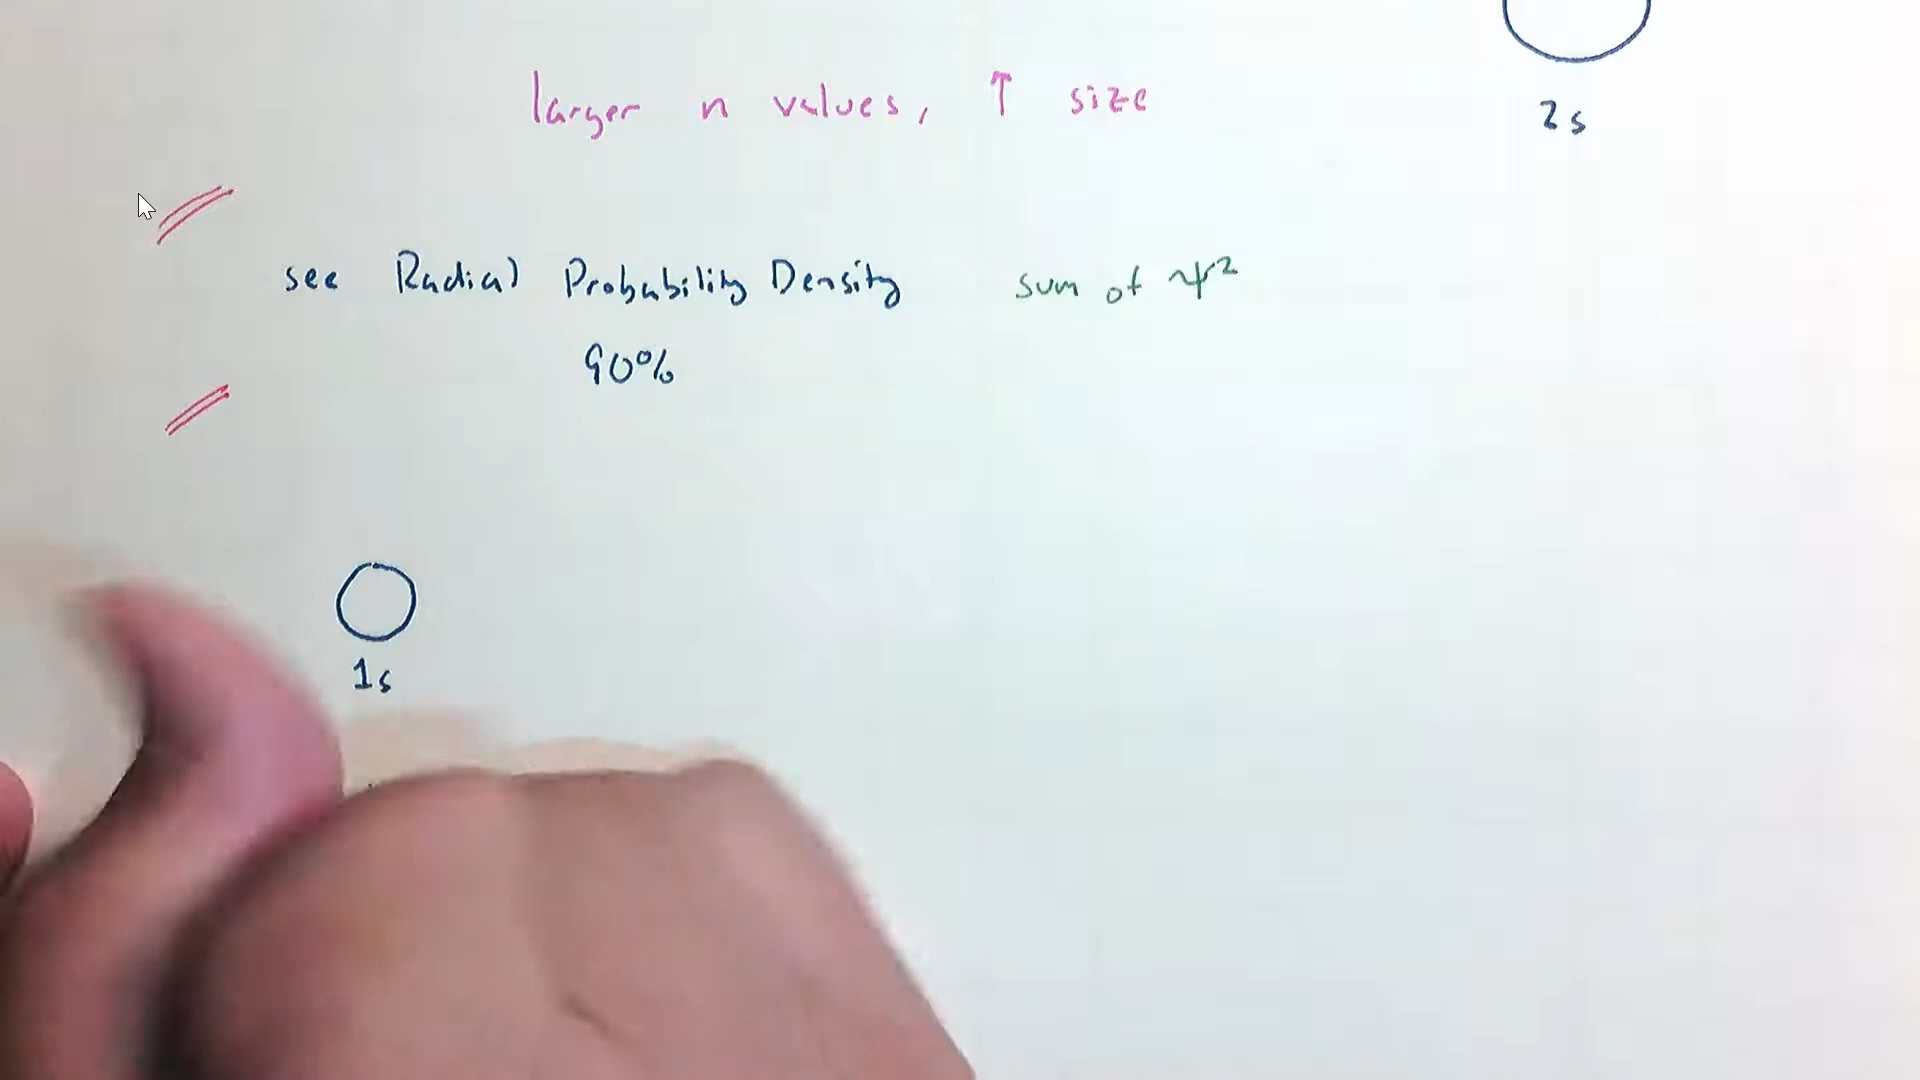 larger n values, ↑ size
2s
see Radial Probability Density sum of ψ²
90%
1s